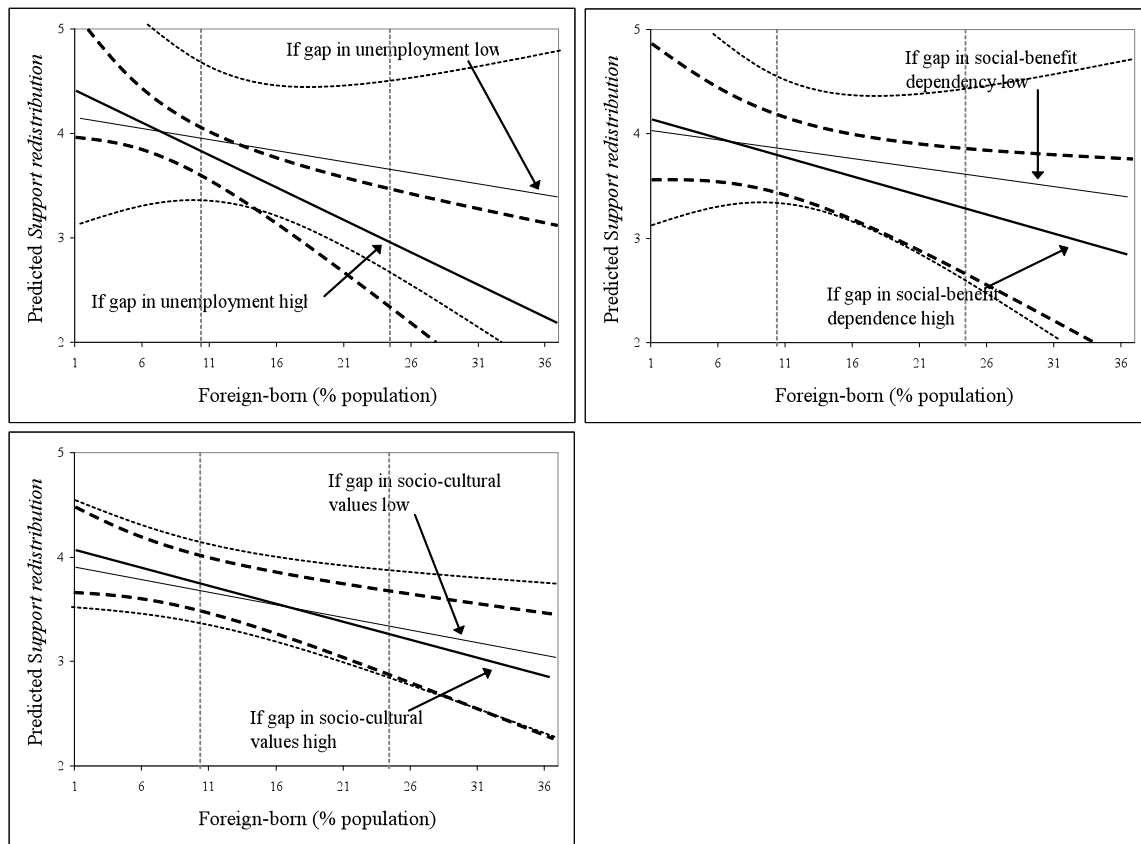 5
4
3
2
1
6
11
16
21
26
31
36
Predicted Support redistribution
Foreign-born (% population)
If gap in unemployment low
If gap in unemployment high
5
4
3
2
1
6
11
16
21
26
31
36
Predicted Support redistribution
Foreign-born (% population)
If gap in social-benefit
dependency low
If gap in social-benefit
dependence high
5
4
3
2
1
6
11
16
21
26
31
36
Predicted Support redistribution
Foreign-born (% population)
If gap in socio-cultural
values low
If gap in socio-cultural
values high